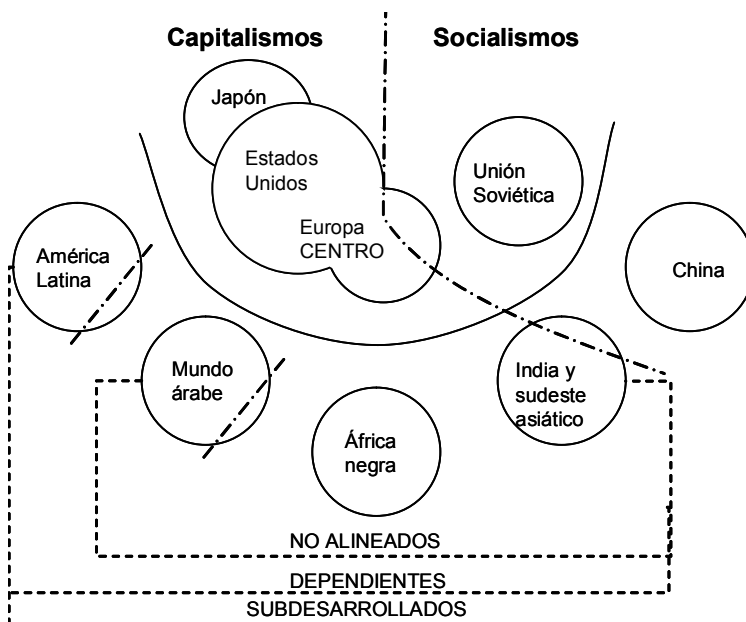 Capitalismos
Socialismos
Japón
Estados
Unidos
Unión
Soviética
Europa
CENTRO
América
Latina
China
Mundo
árabe
India y
sudeste
asiático
África
negra
NO ALINEADOS
DEPENDIENTES
SUBDESARROLLADOS